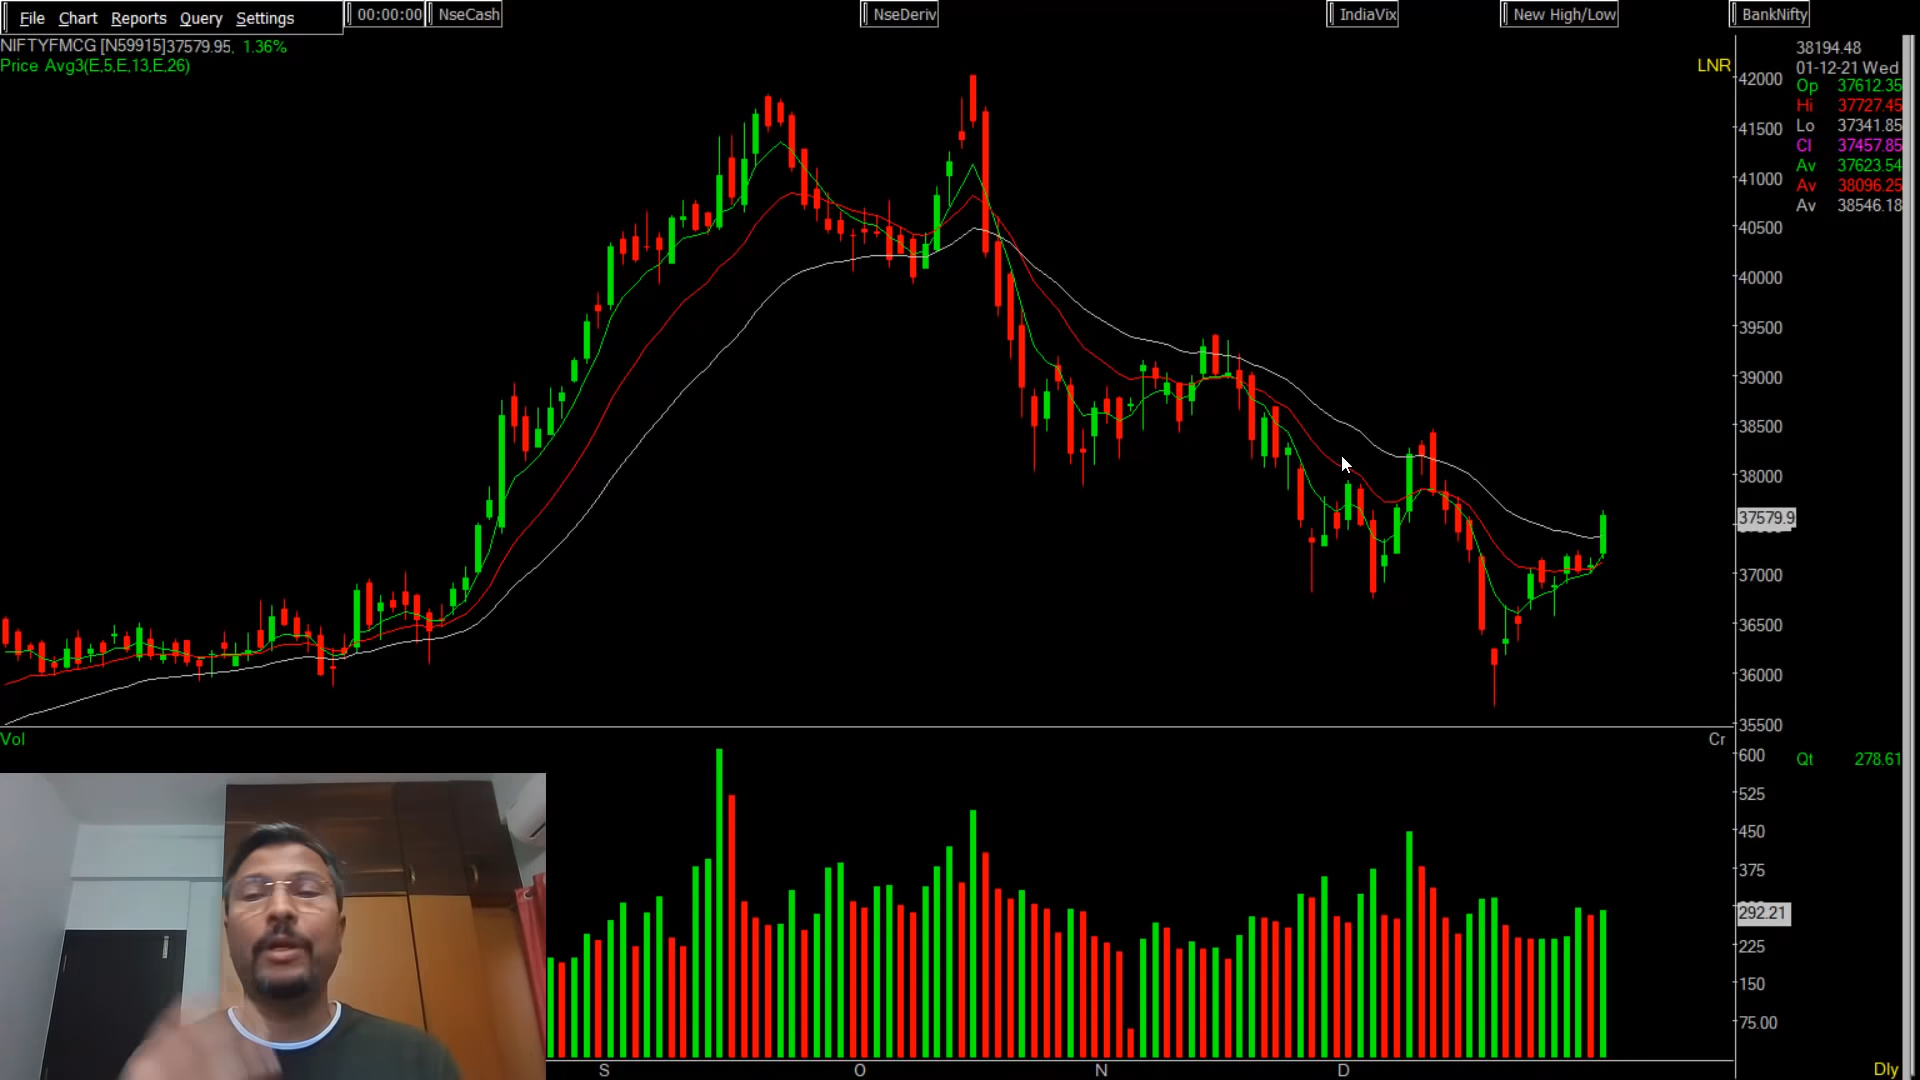 File Chart Reports Query Settings 00:00:00 NseCash NseDeriv IndiaVix New High/Low BankNifty
NIFTYFMCG [N59915]37579.95, 1.36%
Price Avg3(E,5,E,13,E,26)
LNR
42000
41500
41000
40500
40000
39500
39000
38500
38000
37579.9
37000
36500
36000
35500
38194.48
01-12-21 Wed
Op 37612.35
Hi 37727.45
Lo 37341.85
Cl 37457.85
Av 37623.54
Av 38096.25
Av 38546.18
Vol
Cr
600
525
450
375
292.21
225
150
75.00
Qt 278.61
S O N D
Dly